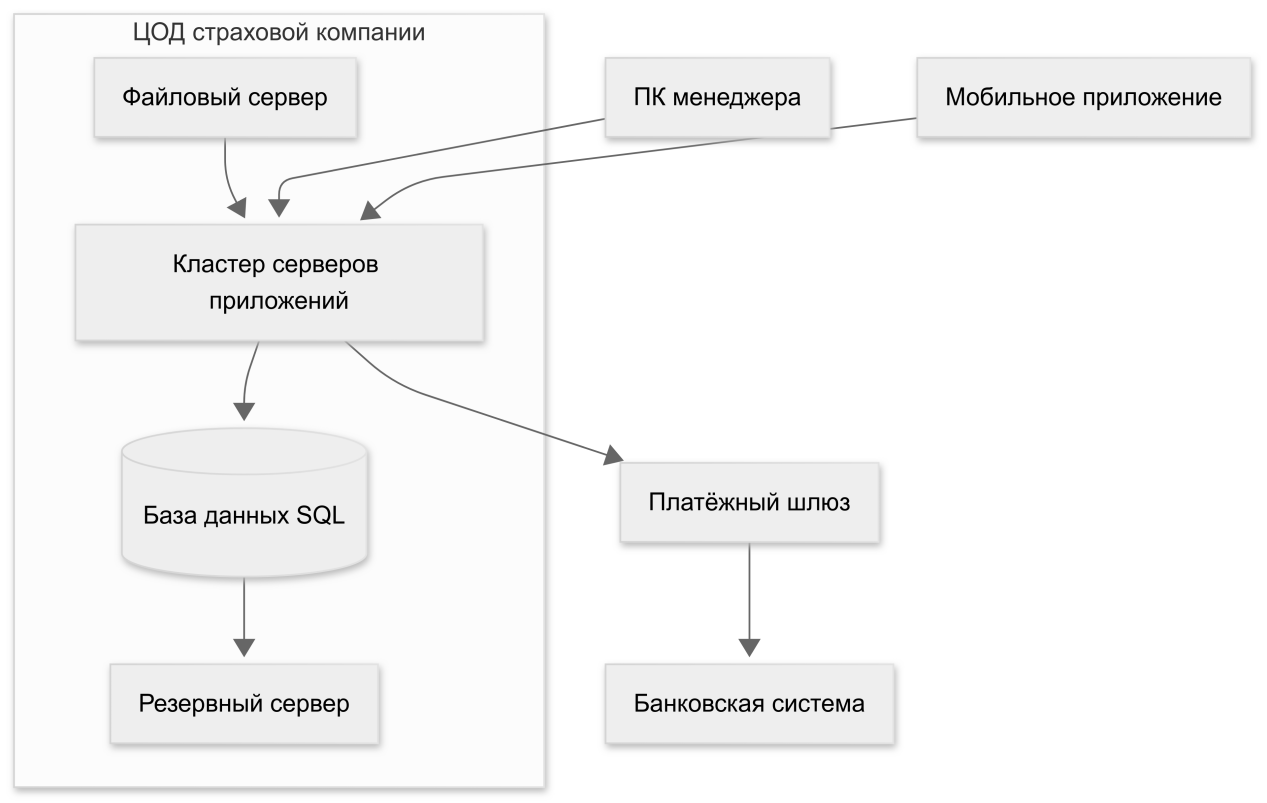 ЦОД страховой компании
Файловый сервер
ПК менеджера
Мобильное приложение
Кластер серверов
приложений
База данных SQL
Платёжный шлюз
Резервный сервер
Банковская система